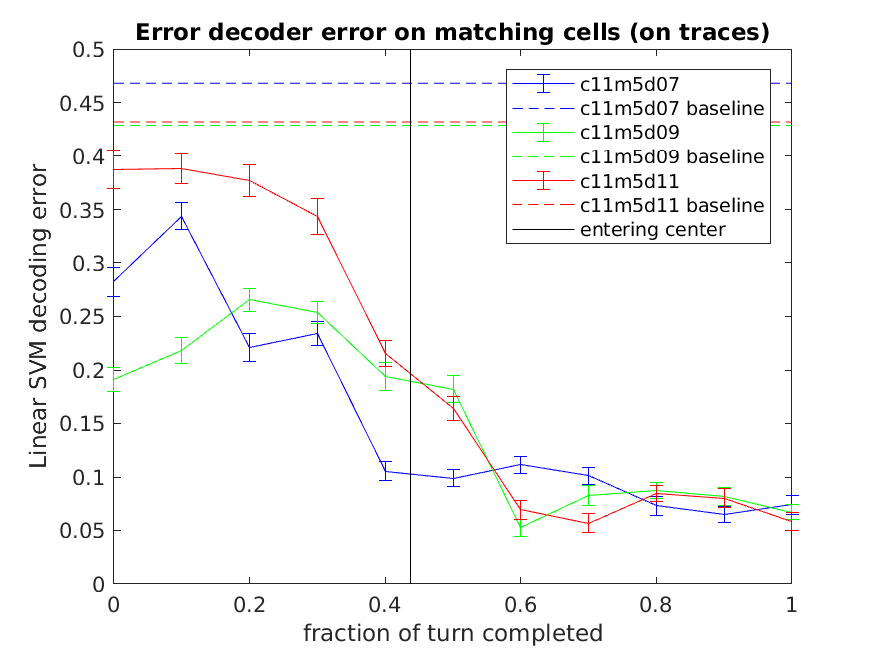 Error decoder error on matching cells (on traces)
0.5
0.45
0.4
0.35
0.3
0.25
0.2
0.15
0.1
0.05
0
Linear SVM decoding error
c11m5d07
c11m5d07 baseline
c11m5d09
c11m5d09 baseline
c11m5d11
c11m5d11 baseline
entering center
0 0.2 0.4 0.6 0.8 1
fraction of turn completed